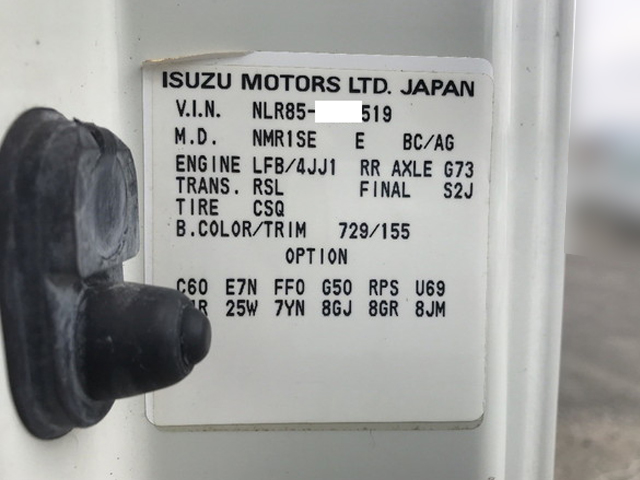 ISUZU MOTORS LTD. JAPAN
V.I.N. NLR85- 519
M.D. NMR1SE E BC/AG
ENGINE LFB/4JJ1 RR AXLE G73
TRANS. RSL FINAL S2J
TIRE CSQ
B.COLOR/TRIM 729/155
OPTION
C60 E7N FF0 G50 RPS U69
25W 7YN 8GJ 8GR 8JM